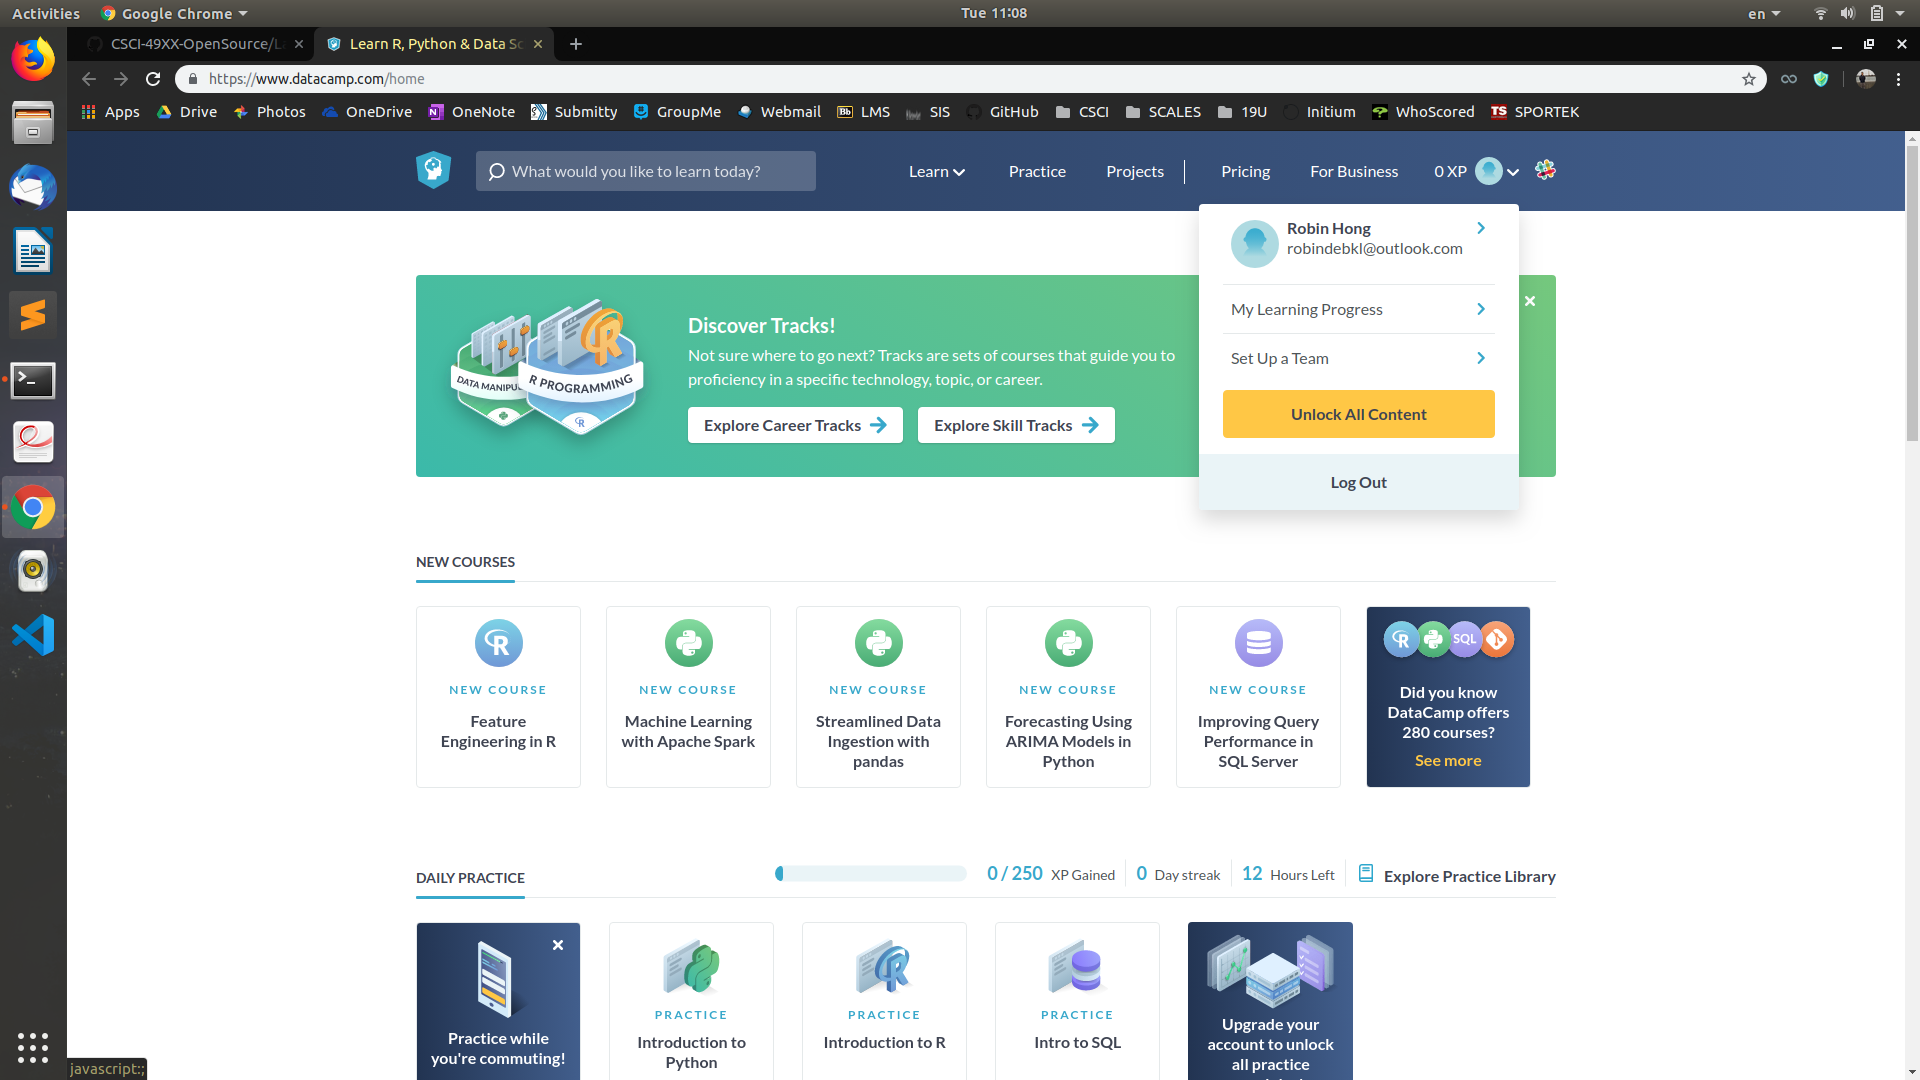 Activities
Google Chrome
Tue 11:08
en
CSCI-49XX-OpenSource/La
Learn R, Python & Data Sc
https://www.datacamp.com/home
Apps
Drive
Photos
OneDrive
OneNote
Submitty
GroupMe
Webmail
LMS
SIS
GitHub
CSCI
SCALES
19U
Initium
WhoScored
SPORTEK
What would you like to learn today?
Learn
Practice
Projects
Pricing
For Business
0 XP
Robin Hong
robindebkl@outlook.com
My Learning Progress
Set Up a Team
Unlock All Content
Log Out
DATA MANIPU
R PROGRAMMING
Discover Tracks!
Not sure where to go next? Tracks are sets of courses that guide you to
proficiency in a specific technology, topic, or career.
Explore Career Tracks
Explore Skill Tracks
NEW COURSES
NEW COURSE
Feature
Engineering in R
NEW COURSE
Machine Learning
with Apache Spark
NEW COURSE
Streamlined Data
Ingestion with
pandas
NEW COURSE
Forecasting Using
ARIMA Models in
Python
NEW COURSE
Improving Query
Performance in
SQL Server
SQL
Did you know
DataCamp offers
280 courses?
See more
DAILY PRACTICE
0 / 250 XP Gained
0 Day streak
12 Hours Left
Explore Practice Library
Practice while
you're commuting!
PRACTICE
Introduction to
Python
PRACTICE
Introduction to R
PRACTICE
Intro to SQL
Upgrade your
account to unlock
all practice
javascript:;